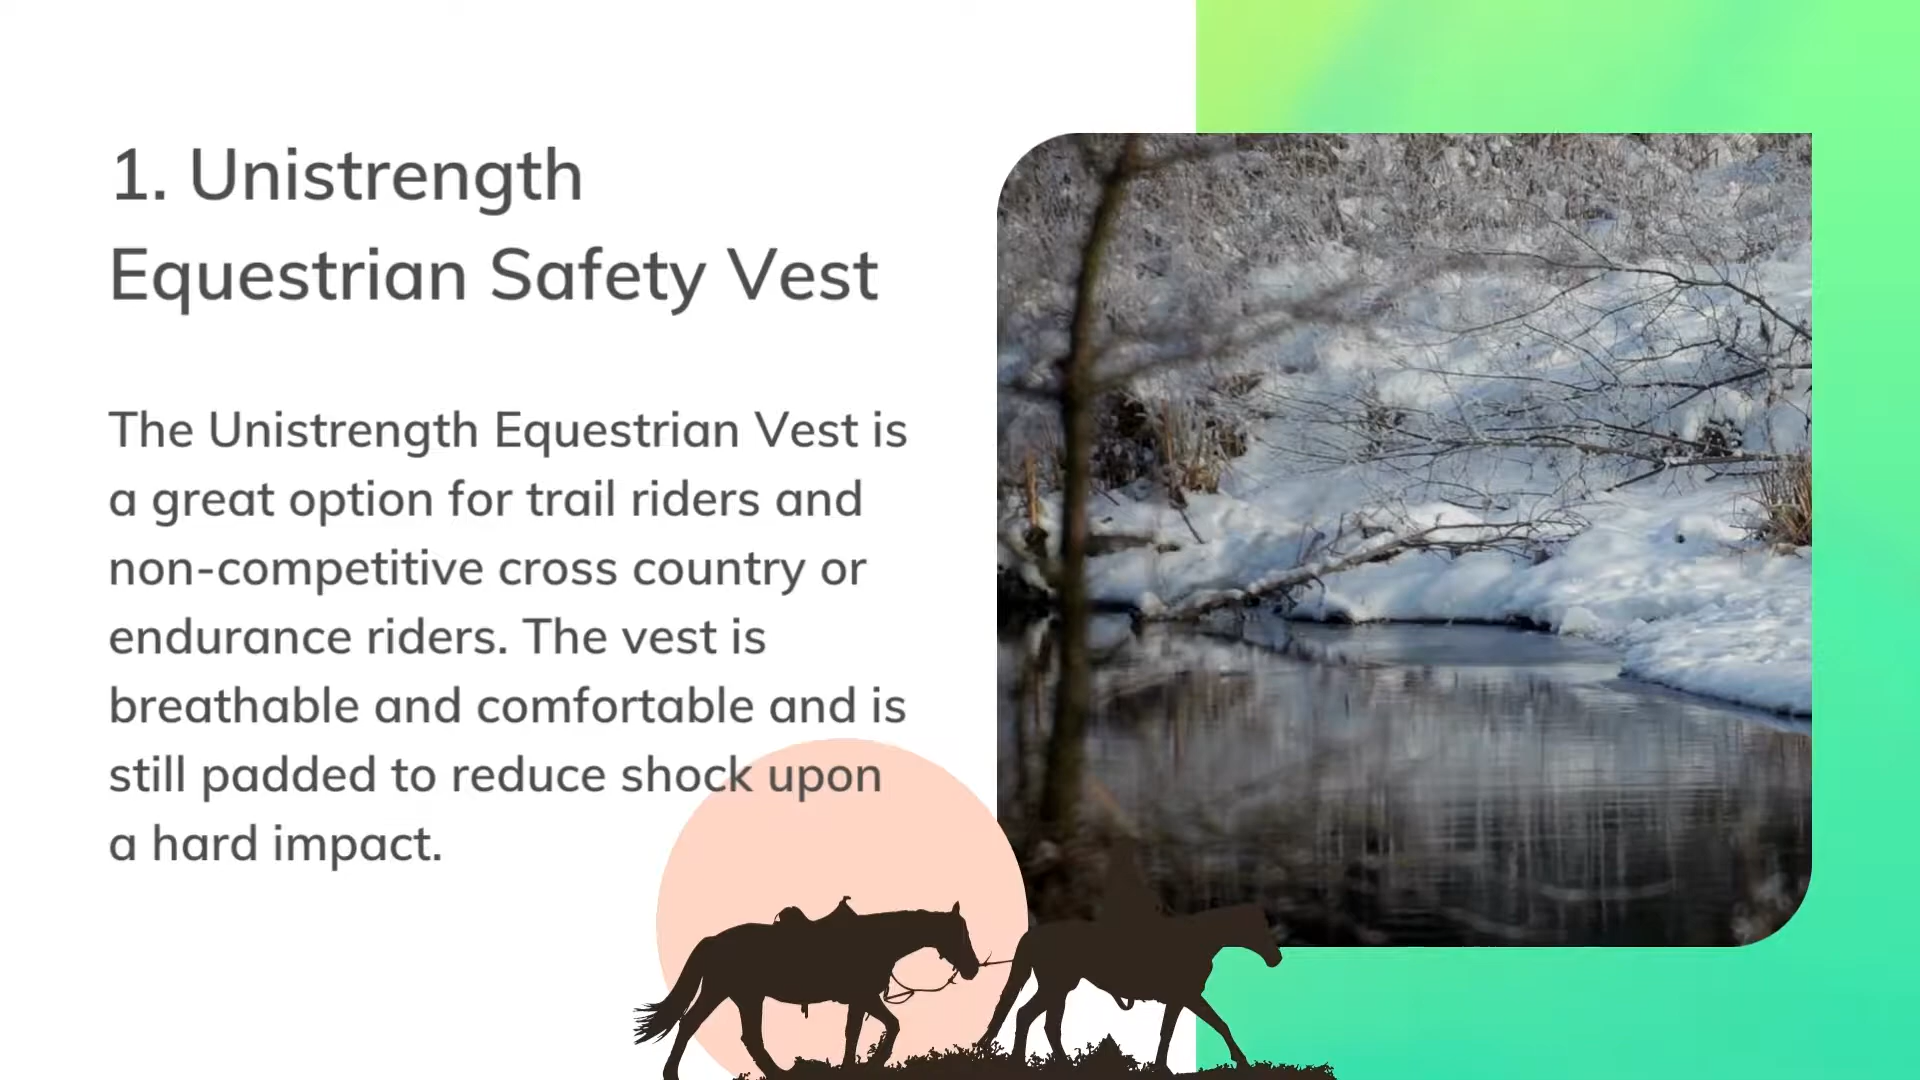 1. Unistrength
Equestrian Safety Vest
The Unistrength Equestrian Vest is
a great option for trail riders and
non-competitive cross country or
endurance riders. The vest is
breathable and comfortable and is
still padded to reduce shock upon
a hard impact.